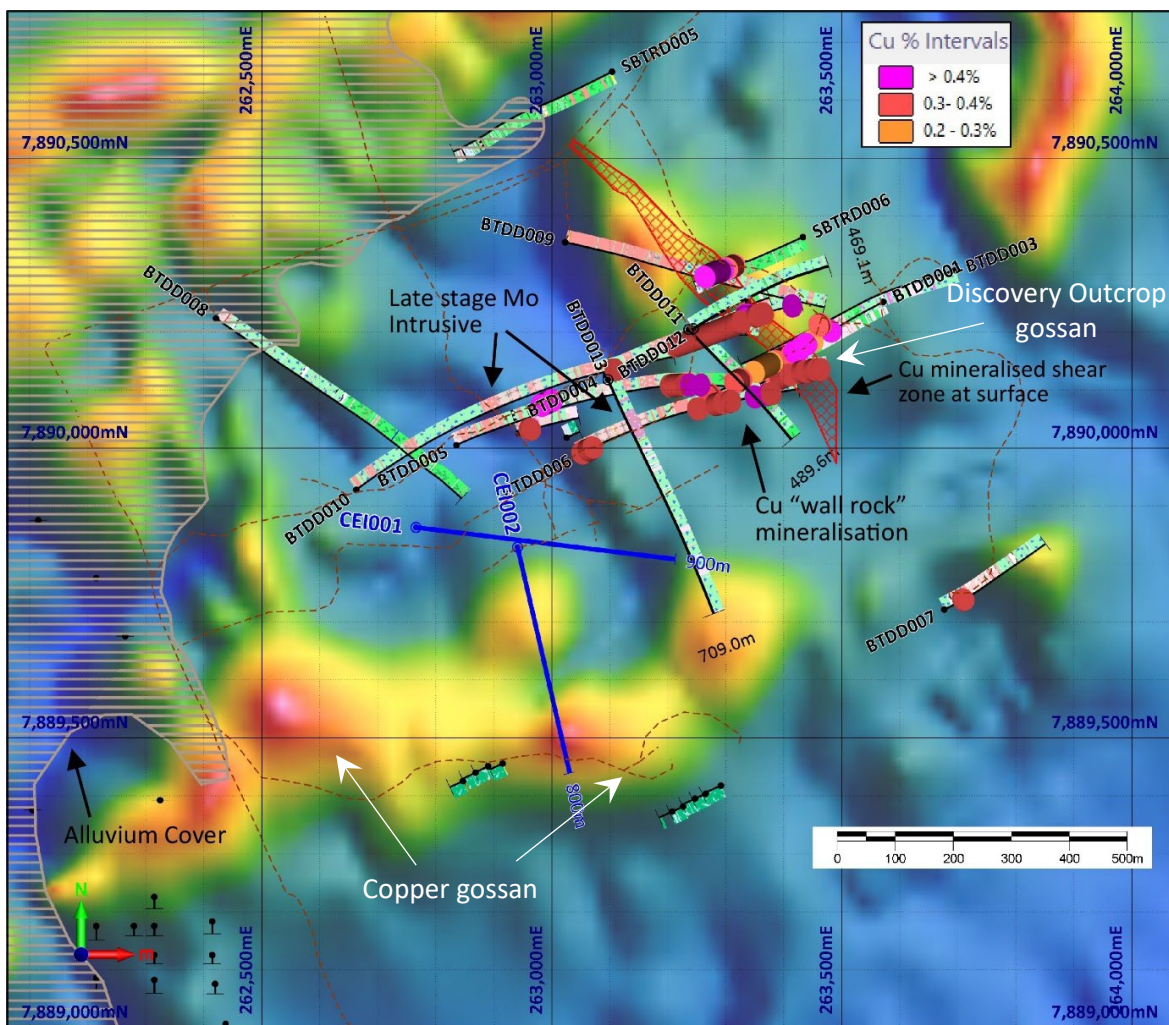 262,500mE
263,000mE
263,500mE
264,000mE
SBTRD005
Cu % Intervals
> 0.4%
0.3- 0.4%
0.2 - 0.3%
7,890,500mN
7,890,500mN
BTDD009
SBTRD006
469.1m
BTDD001
BTDD003
BTDD008
Late stage Mo
Intrusive
BTDD011
BTDD012
BTDD013
Discovery Outcrop
gossan
Cu mineralised shear
zone at surface
BTDD004
7,890,000mN
7,890,000mN
BTDD005
BTDD006
489.6m
BTDD010
CEI001
CEI002
Cu “wall rock”
mineralisation
900m
BTDD007
709.0m
7,889,500mN
7,889,500mN
800m
Alluvium Cover
Copper gossan
0 100 200 300 400 500m
N
E
262,500mE
263,000mE
263,500mE
264,000mE
7,889,000mN
7,889,000mN